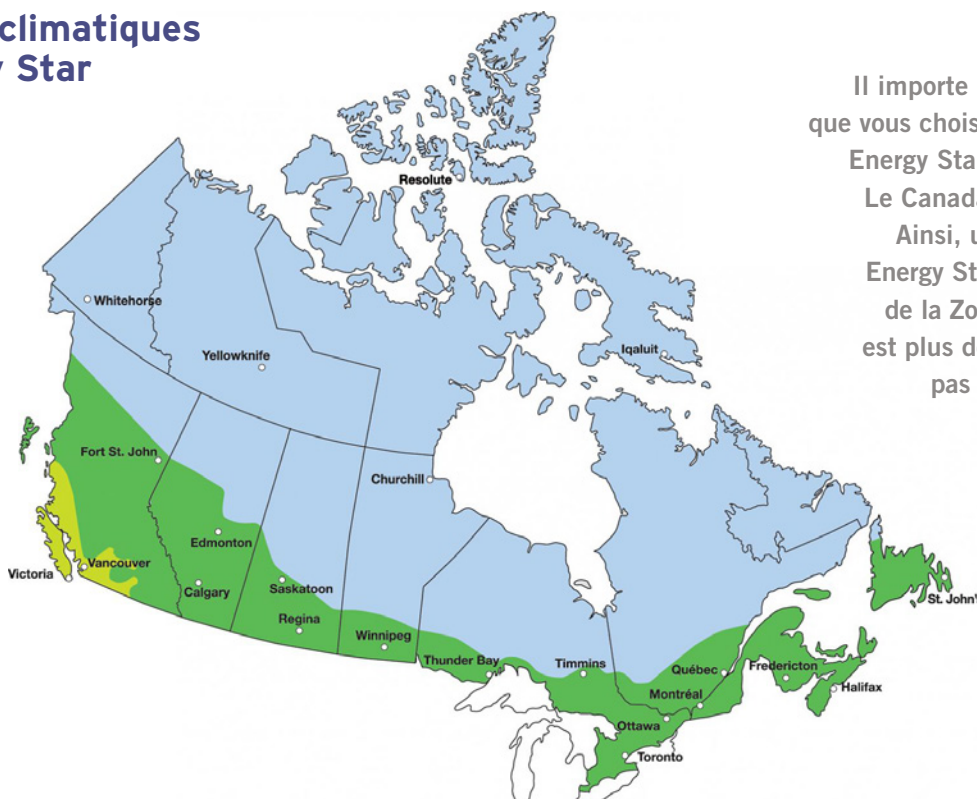 climatiques
Star
Il importe
que vous chois
Energy Sta
Le Canada
Ainsi, u
Energy St
de la Zo
est plus d
pas
Resolute
Whitehorse
Yellowknife
Iqaluit
Fort St. John
Churchill
Edmonton
Vancouver
Victoria
Calgary
Saskatoon
Regina
Winnipeg
Thunder Bay
Timmins
Québec
Montréal
Ottawa
Toronto
Fredericton
Halifax
St. John'